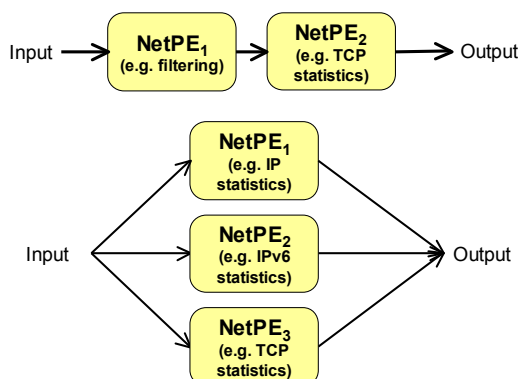 NetPE1
(e.g. filtering)
NetPE2
(e.g. TCP
statistics)
Input
Output
NetPE1
(e.g. IP
statistics)
NetPE2
(e.g. IPv6
statistics)
Input
Output
NetPE3
(e.g. TCP
statistics)